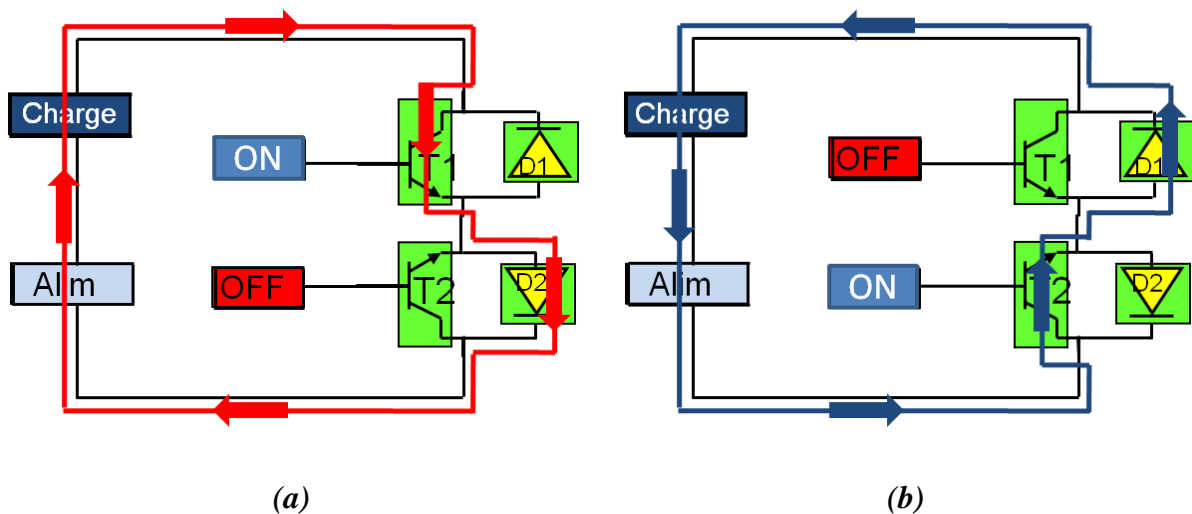 Charge
ON
T1
D1
Alim
OFF
T2
D2
(a)
Charge
OFF
T1
D1
Alim
ON
T2
D2
(b)